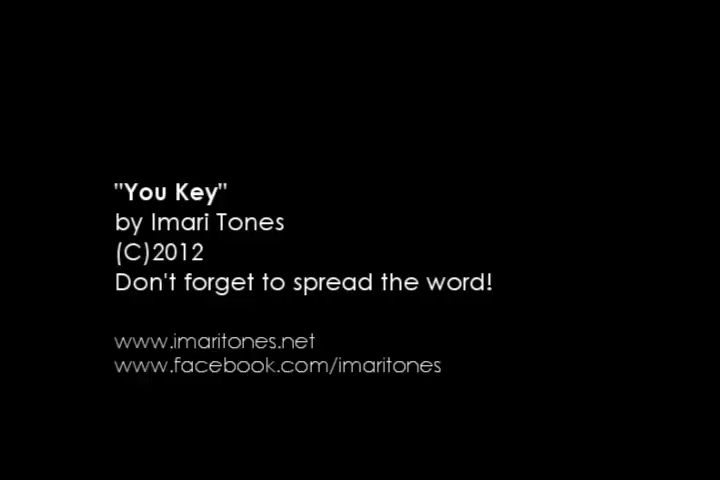 "You Key"
by Imari Tones
(C)2012
Don't forget to spread the word!
www.imaritones.net
www.facebook.com/imaritones